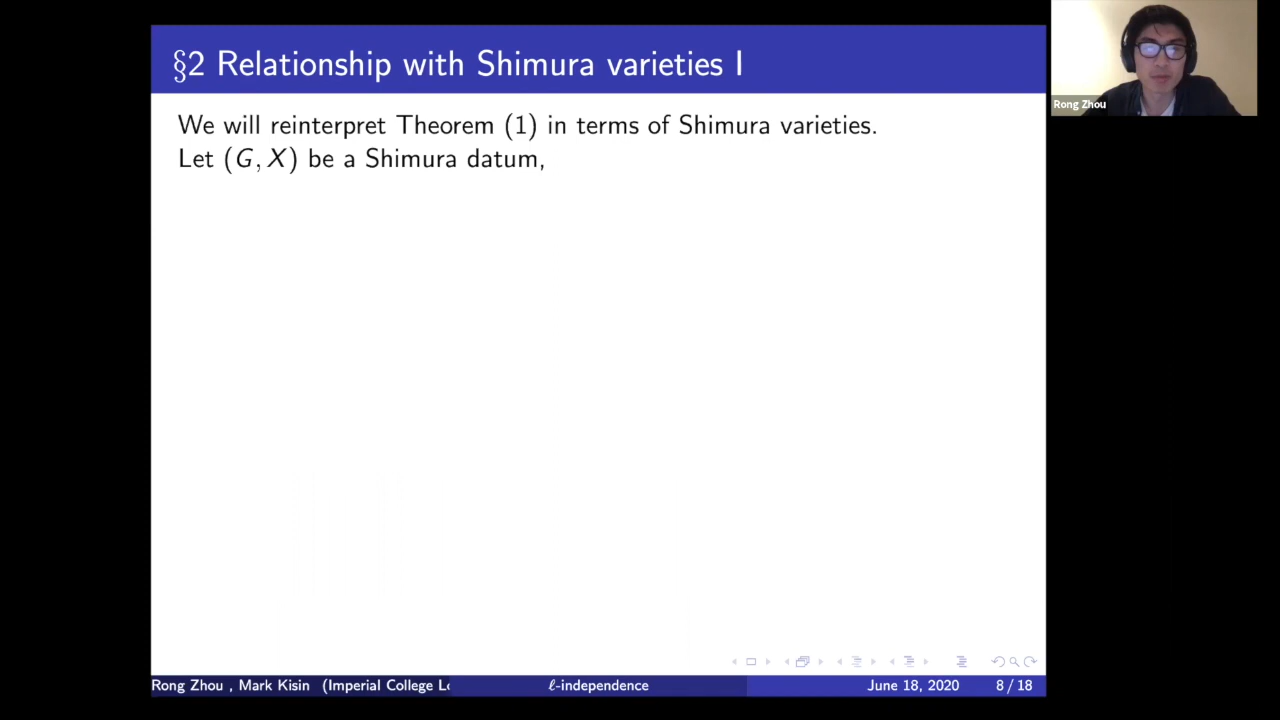 §2 Relationship with Shimura varieties I
We will reinterpret Theorem (1) in terms of Shimura varieties.
Let (G, X) be a Shimura datum,
Rong Zhou
Rong Zhou , Mark Kisin (Imperial College Lo
ℓ-independence
June 18, 2020
8 / 18